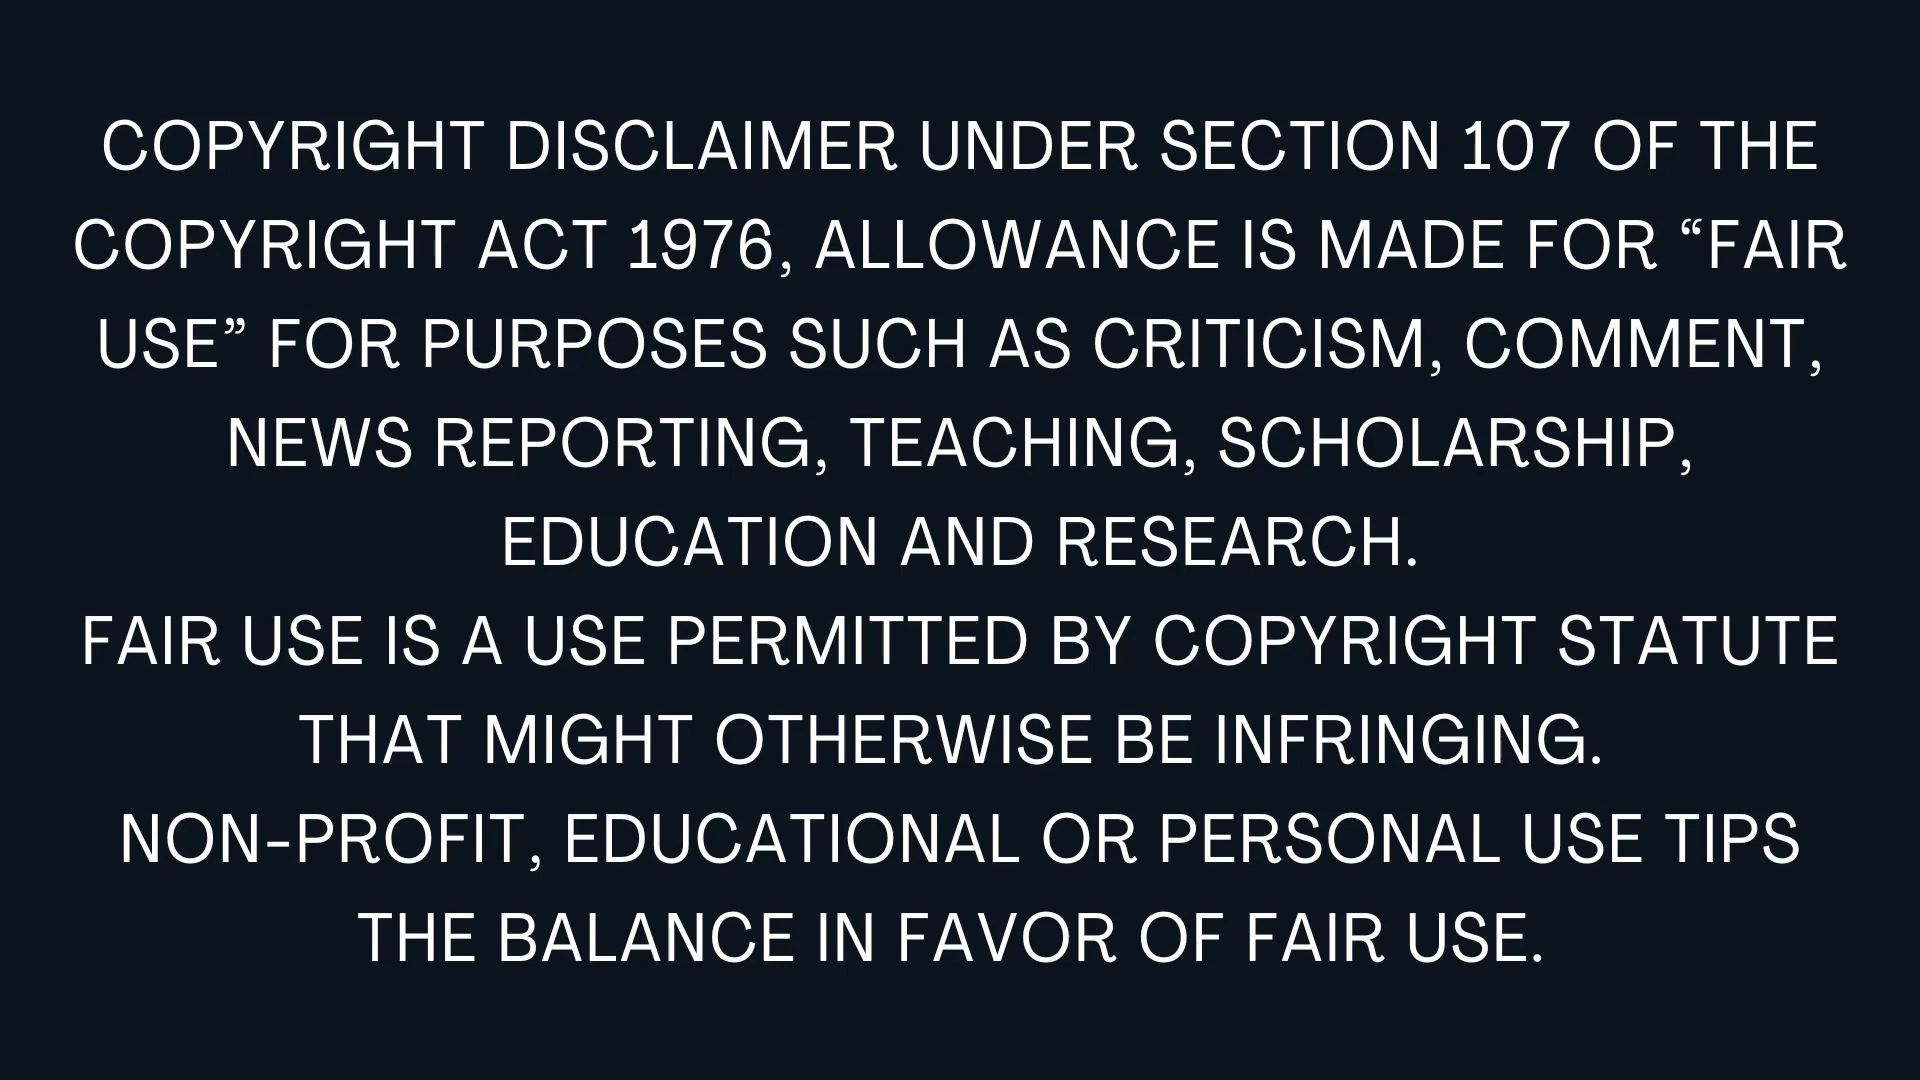 COPYRIGHT DISCLAIMER UNDER SECTION 107 OF THE
COPYRIGHT ACT 1976, ALLOWANCE IS MADE FOR “FAIR
USE” FOR PURPOSES SUCH AS CRITICISM, COMMENT,
NEWS REPORTING, TEACHING, SCHOLARSHIP,
EDUCATION AND RESEARCH.
FAIR USE IS A USE PERMITTED BY COPYRIGHT STATUTE
THAT MIGHT OTHERWISE BE INFRINGING.
NON-PROFIT, EDUCATIONAL OR PERSONAL USE TIPS
THE BALANCE IN FAVOR OF FAIR USE.